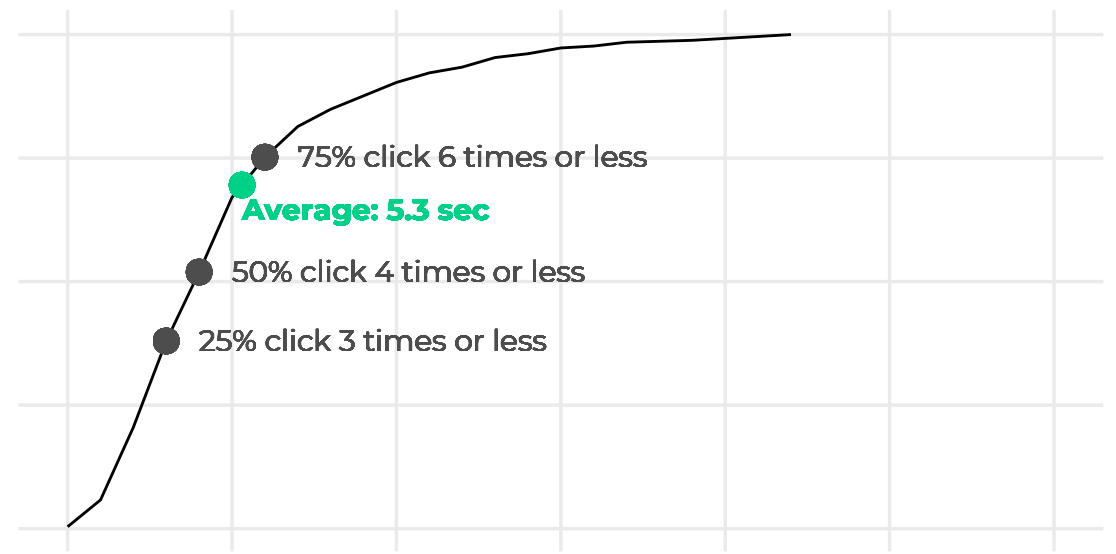 75% click 6 times or less
Average: 5.3 sec
50% click 4 times or less
25% click 3 times or less